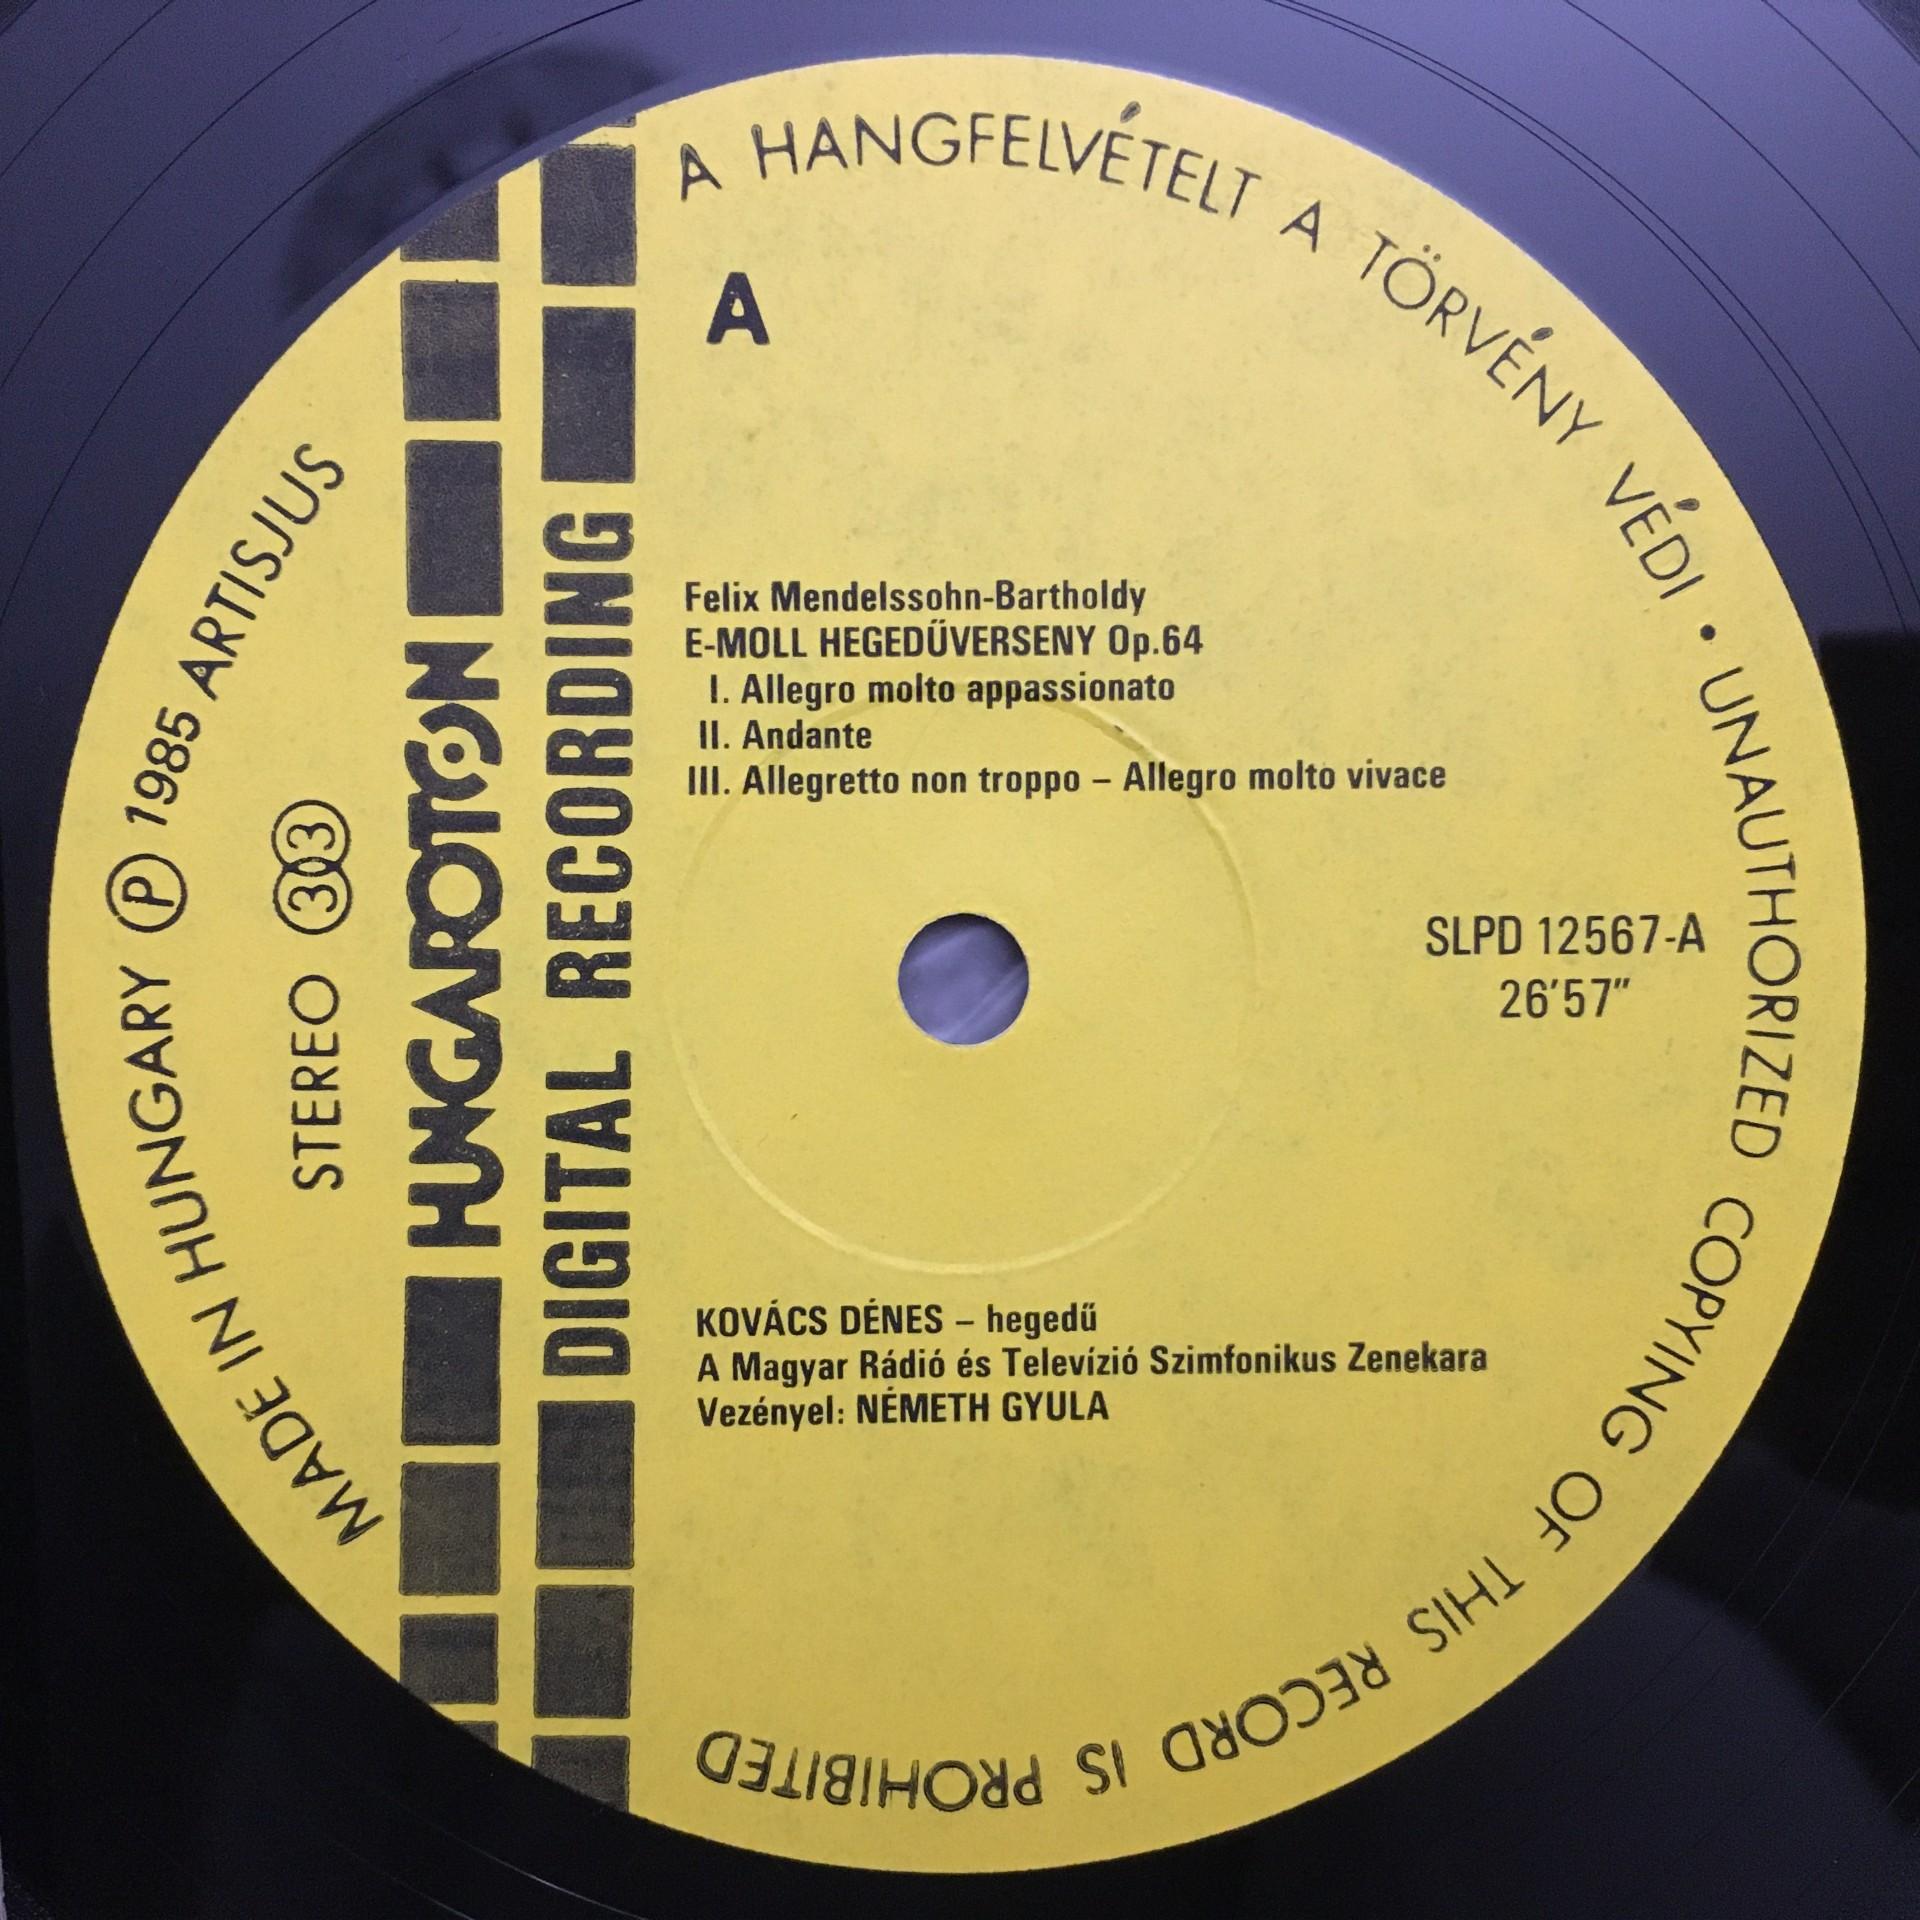 A HANGFELVÉTELT A TÖRVÉNY VÉDI • UNAUTHORIZED COPYING OF THIS RECORD IS PROHIBITED
MADE IN HUNGARY Ⓟ 1985 ARTISJUS
STEREO 33
HUNGAROTON
DIGITAL RECORDING
A
Felix Mendelssohn-Bartholdy
E-MOLL HEGEDŰVERSENY Op.64
I. Allegro molto appassionato
II. Andante
III. Allegretto non troppo – Allegro molto vivace
SLPD 12567-A
26′57″
KOVÁCS DÉNES – hegedű
A Magyar Rádió és Televízió Szimfonikus Zenekara
Vezényel: NÉMETH GYULA